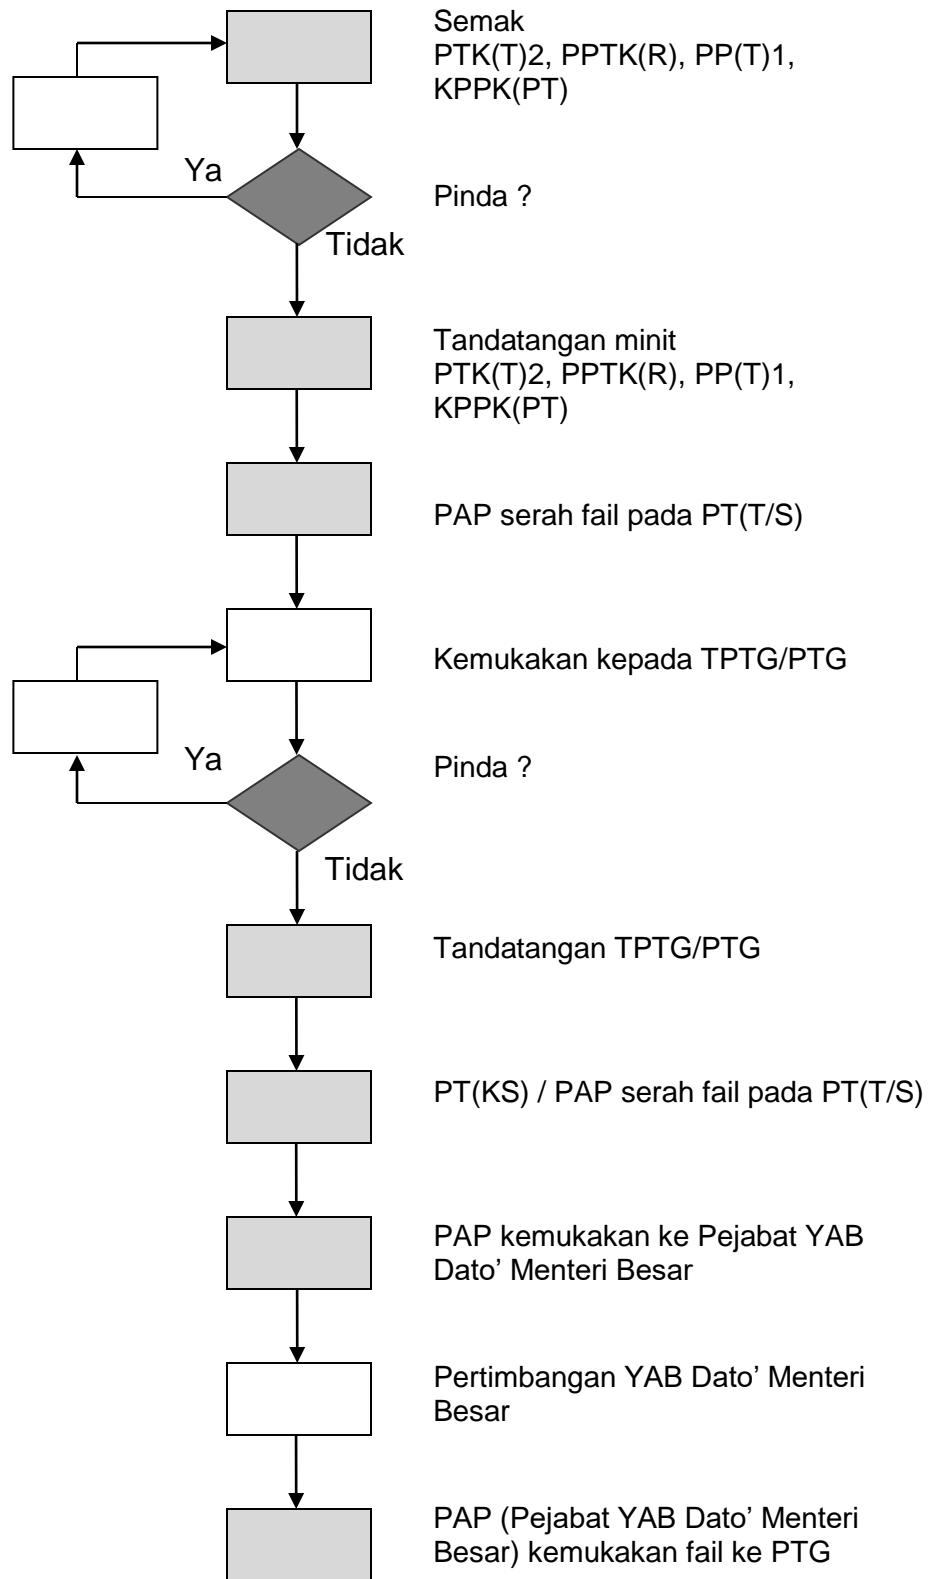 Semak
PTK(T)2, PPTK(R), PP(T)1,
KPPK(PT)
Ya
Pinda ?
Tidak
Tandatangan minit
PTK(T)2, PPTK(R), PP(T)1,
KPPK(PT)
PAP serah fail pada PT(T/S)
Kemukakan kepada TPTG/PTG
Ya
Pinda ?
Tidak
Tandatangan TPTG/PTG
PT(KS) / PAP serah fail pada PT(T/S)
PAP kemukakan ke Pejabat YAB
Dato’ Menteri Besar
Pertimbangan YAB Dato’ Menteri
Besar
PAP (Pejabat YAB Dato’ Menteri
Besar) kemukakan fail ke PTG